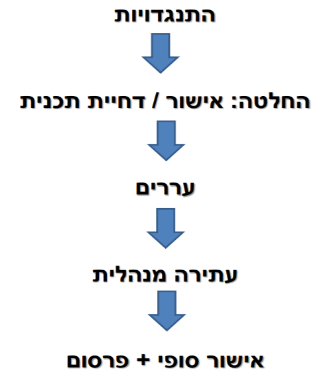 התנגדויות
החלטה: אישור / דחיית תכנית
עררים
עתירה מנהלית
אישור סופי + פרסום